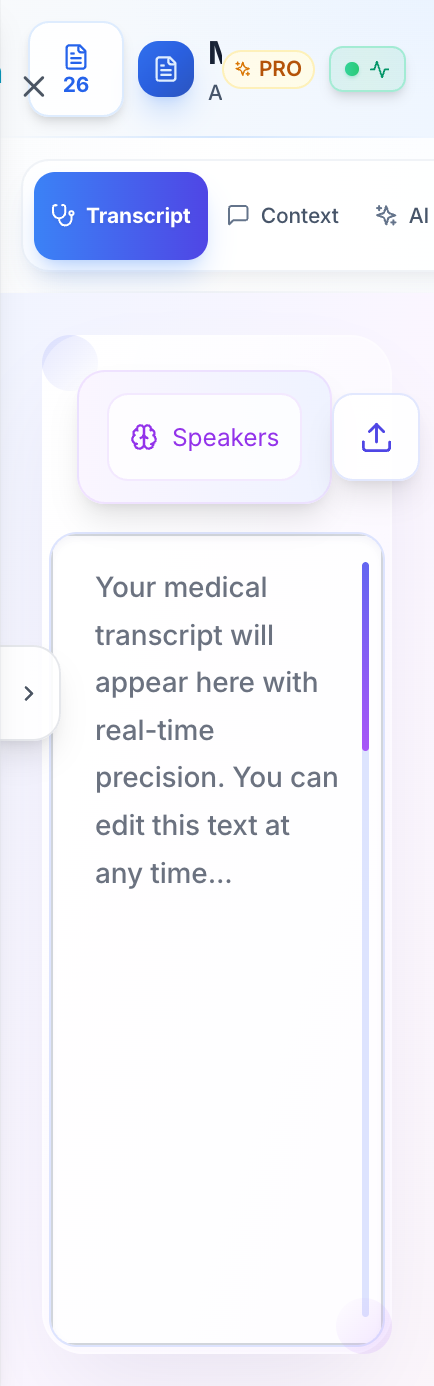 26
PRO
Transcript
Context
AI
Speakers
Your medical
transcript will
appear here with
real-time
precision. You can
edit this text at
any time...